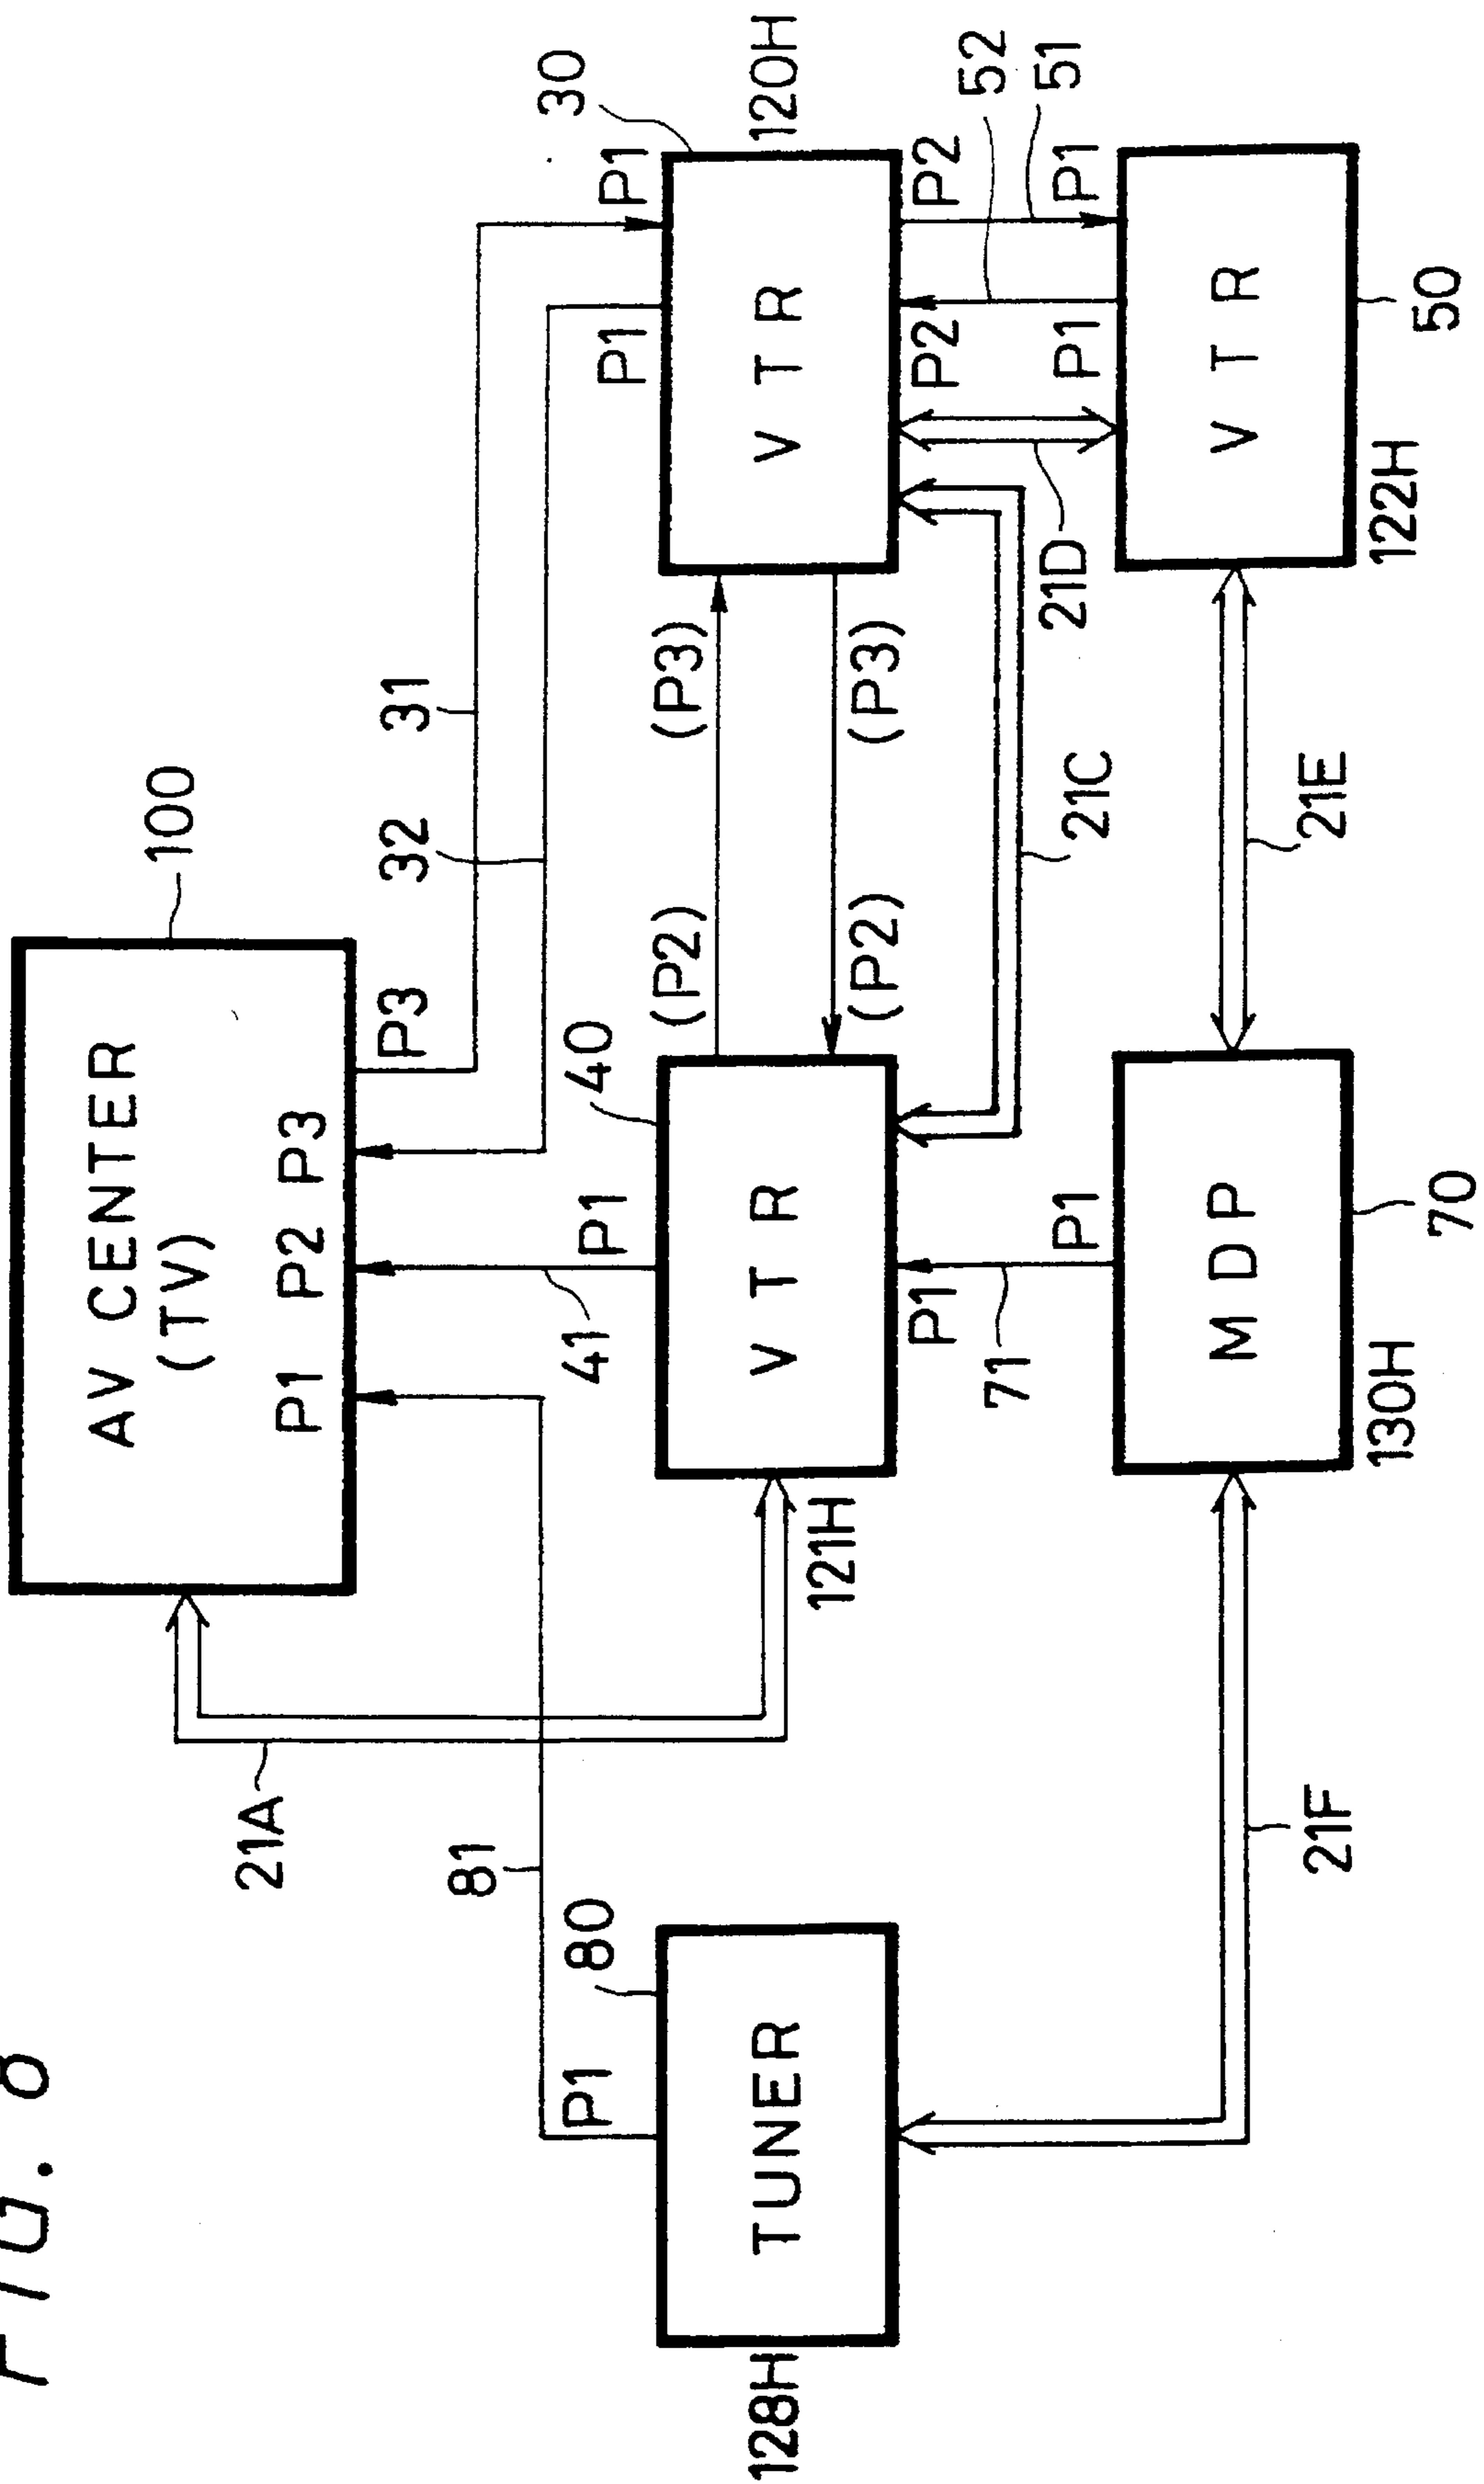 FIG. 8
AV CENTER
(TV)
100
P1 P2 P3
P3
21A
81
32
31
41
P1
P1
P1
P1
80
40
30
TUNER
128H
VTR
121H
VTR
120H
(P2)
(P3)
(P2)
(P3)
P1
P2
P2
71
21C
21D
52
51
P1
P1
P1
MDP
130H
70
VTR
122H
50
21F
21E